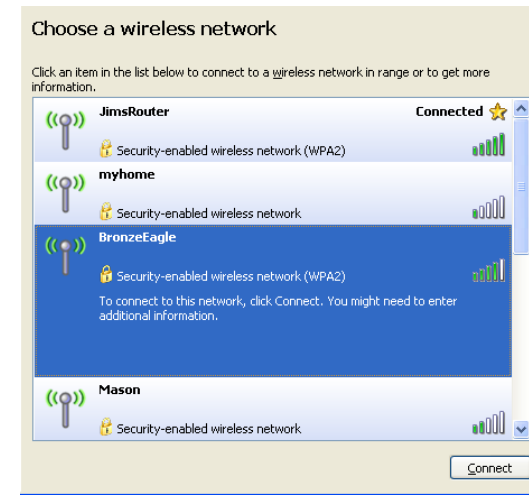 Choose a wireless network
Click an item in the list below to connect to a wireless network in range or to get more
information.
JimsRouter Connected
Security-enabled wireless network (WPA2)
myhome
Security-enabled wireless network
BronzeEagle
Security-enabled wireless network (WPA2)
To connect to this network, click Connect. You might need to enter
additional information.
Mason
Security-enabled wireless network
Connect